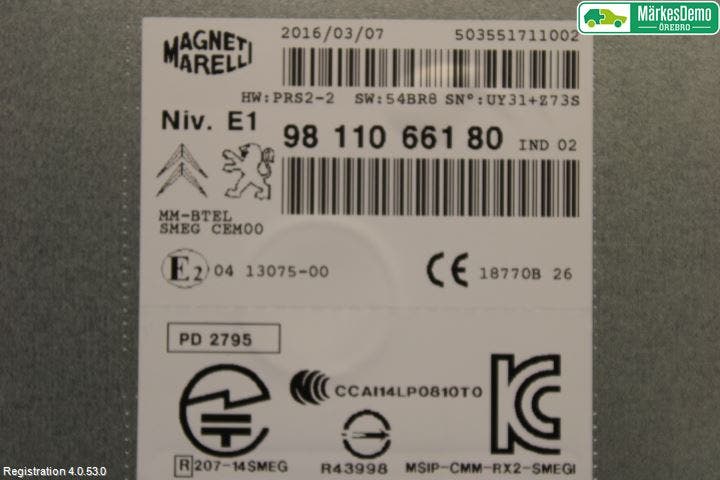 MAGNETI
MARELLI
2016/03/07 503551711002
HW:PRS2-2 SW:54BR8 SNº:UY31+Z73S
Niv. E1
98 110 661 80 IND 02
MM-BTEL
SMEG CEM00
E2 04 13075-00
CE 18770B 26
PD 2795
CCAI14LP0810T0
R 207-14SMEG
R43998
MSIP-CMM-RX2-SMEGI
MärkesDemo
ÖREBRO
Registration 4.0.53.0